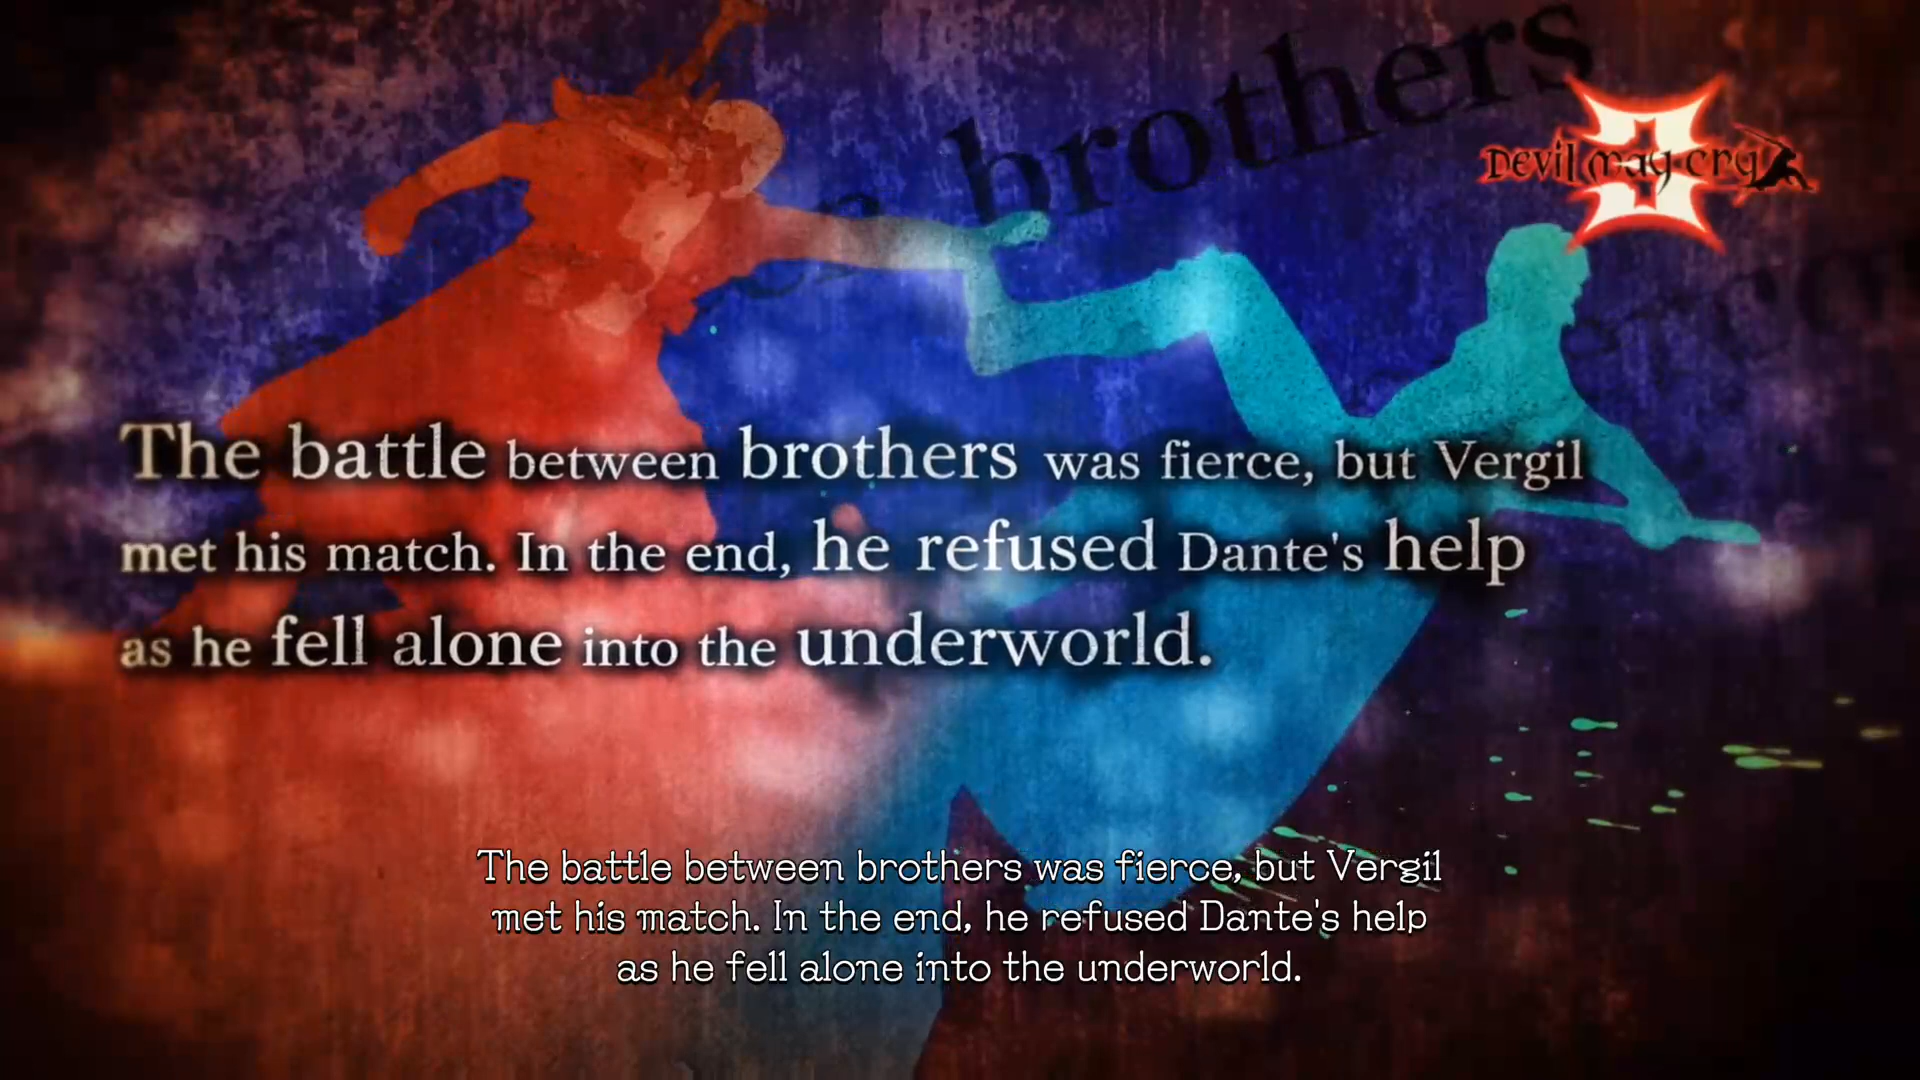 a brothers
Devil may cry
3
The battle between brothers was fierce, but Vergil
met his match. In the end, he refused Dante's help
as he fell alone into the underworld.
The battle between brothers was fierce, but Vergil
met his match. In the end, he refused Dante's help
as he fell alone into the underworld.